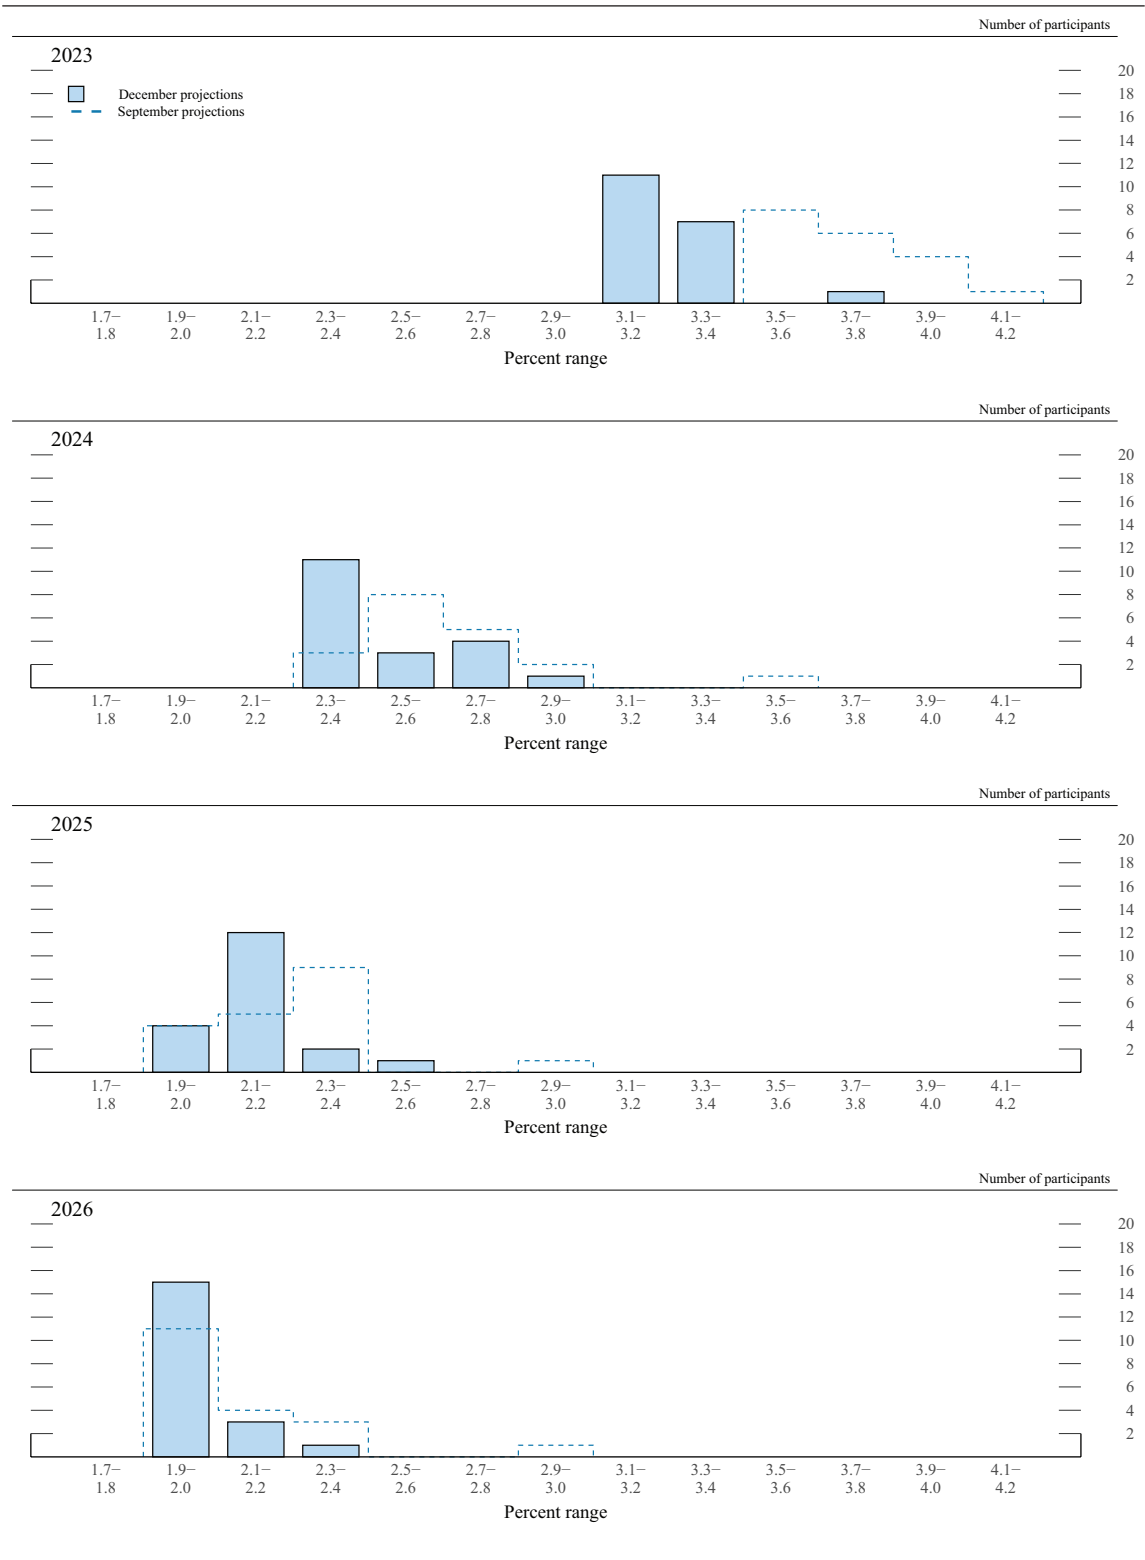 Number of participants
2023
20
December projections
18
September projections
16
14
12
10
8
6
4
2
1.7− 1.9− 2.1− 2.3− 2.5− 2.7− 2.9− 3.1− 3.3− 3.5− 3.7− 3.9− 4.1−
1.8 2.0 2.2 2.4 2.6 2.8 3.0 3.2 3.4 3.6 3.8 4.0 4.2
Percent range
Number of participants
2024
20
18
16
14
12
10
8
6
4
2
1.7− 1.9− 2.1− 2.3− 2.5− 2.7− 2.9− 3.1− 3.3− 3.5− 3.7− 3.9− 4.1−
1.8 2.0 2.2 2.4 2.6 2.8 3.0 3.2 3.4 3.6 3.8 4.0 4.2
Percent range
Number of participants
2025
20
18
16
14
12
10
8
6
4
2
1.7− 1.9− 2.1− 2.3− 2.5− 2.7− 2.9− 3.1− 3.3− 3.5− 3.7− 3.9− 4.1−
1.8 2.0 2.2 2.4 2.6 2.8 3.0 3.2 3.4 3.6 3.8 4.0 4.2
Percent range
Number of participants
2026
20
18
16
14
12
10
8
6
4
2
1.7− 1.9− 2.1− 2.3− 2.5− 2.7− 2.9− 3.1− 3.3− 3.5− 3.7− 3.9− 4.1−
1.8 2.0 2.2 2.4 2.6 2.8 3.0 3.2 3.4 3.6 3.8 4.0 4.2
Percent range